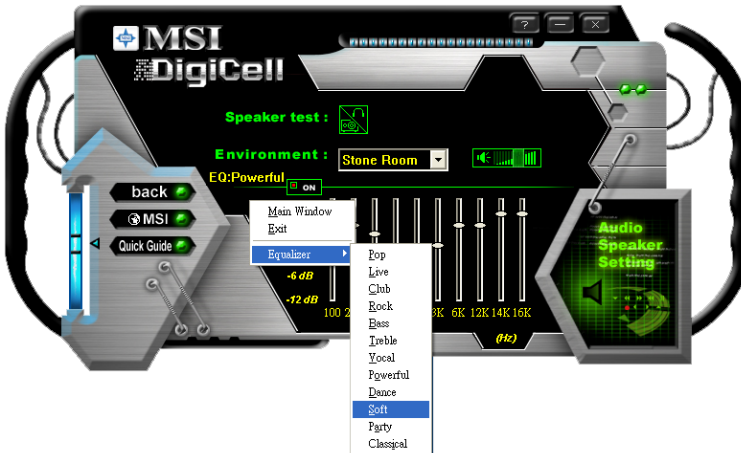 ? — X
MSI
DigiCell
Speaker test :
Environment : Stone Room
EQ:Powerful
ON
back
MSI
Quick Guide
Main Window
Exit
Equalizer
Pop
Live
Club
Rock
Bass
Treble
Vocal
Powerful
Dance
Soft
Party
Classical
-6 dB
-12 dB
100
6K 12K 14K 16K
(Hz)
Audio
Speaker
Setting